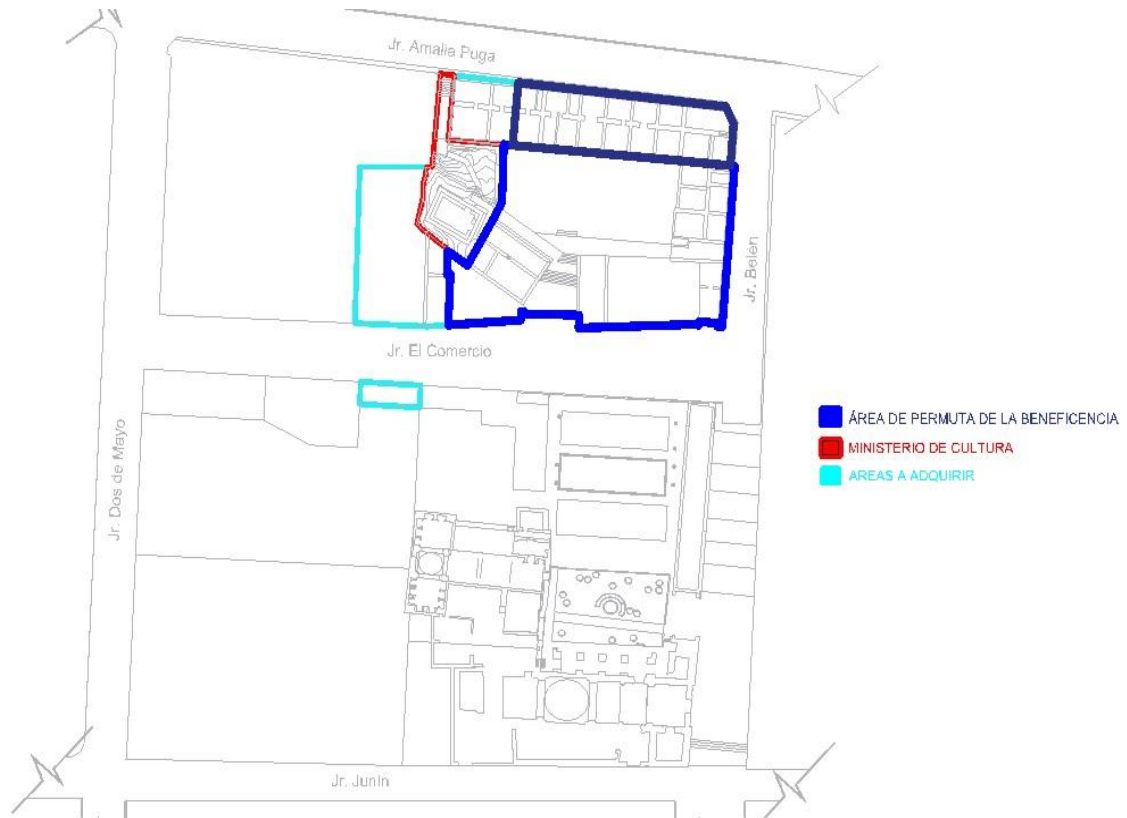 Jr. Amalia Puga
Jr. Belén
Jr. El Comercio
Jr. Dos de Mayo
ÁREA DE PERMUTA DE LA BENEFICENCIA
MINISTERIO DE CULTURA
AREAS A ADQUIRIR
Jr. Junín